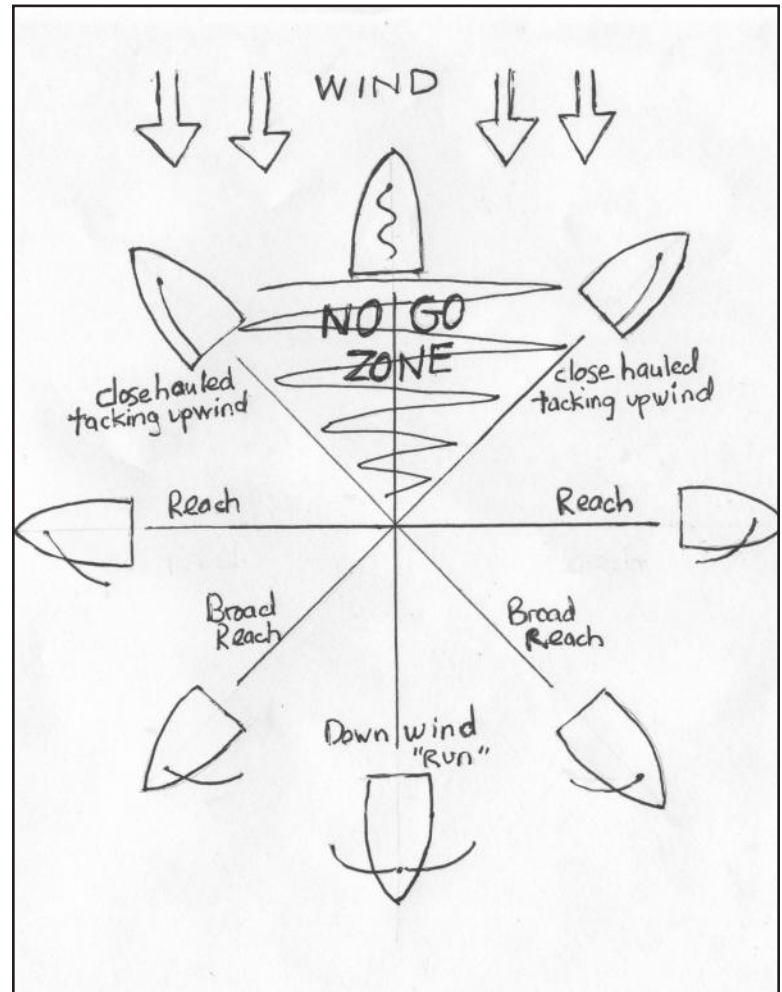 WIND
NO GO
ZONE
close hauled
tacking upwind
close hauled
tacking upwind
Reach
Reach
Broad
Reach
Broad
Reach
Down wind
"Run"